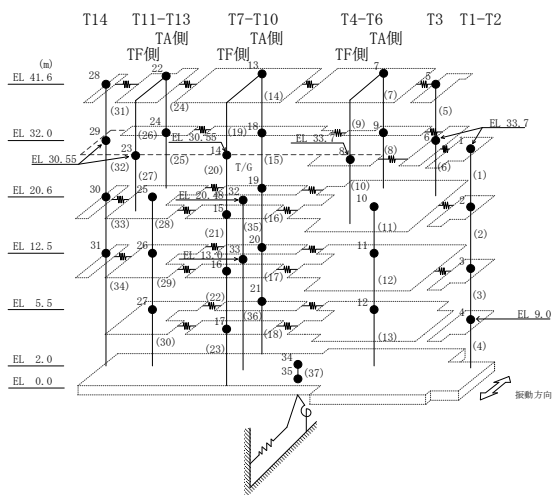 T14 T11-T13 T7-T10 T4-T6 T3 T1-T2
TA側 TA側 TA側
TF側 TF側 TF側
(m)
22 13 7
EL 41.6 28 5
(31) (24) (14) (7) (5)
EL 32.0 29 24 18 9 6 1 EL 33.7
(26) (19) EL 30.55 EL 33.7 (9)
EL 30.55 23 14 8 (8) (6)
(32) (25) (20) T/G (15) (1)
(27) (10)
EL 20.6 30 25 19 10 2
EL 20.48 32
15 (16) (11)
(33) (28) (35) (2)
(21) 20
EL 12.5 31 26 EL 13.0 33 11 3
16 (17)
(34) (29) (12) (3)
(22) 21
EL 5.5 27 (36) 12 4 EL 9.0
17 (18)
(30) (23) (13) (4)
EL 2.0 34
EL 0.0 35 (37)
振動方向